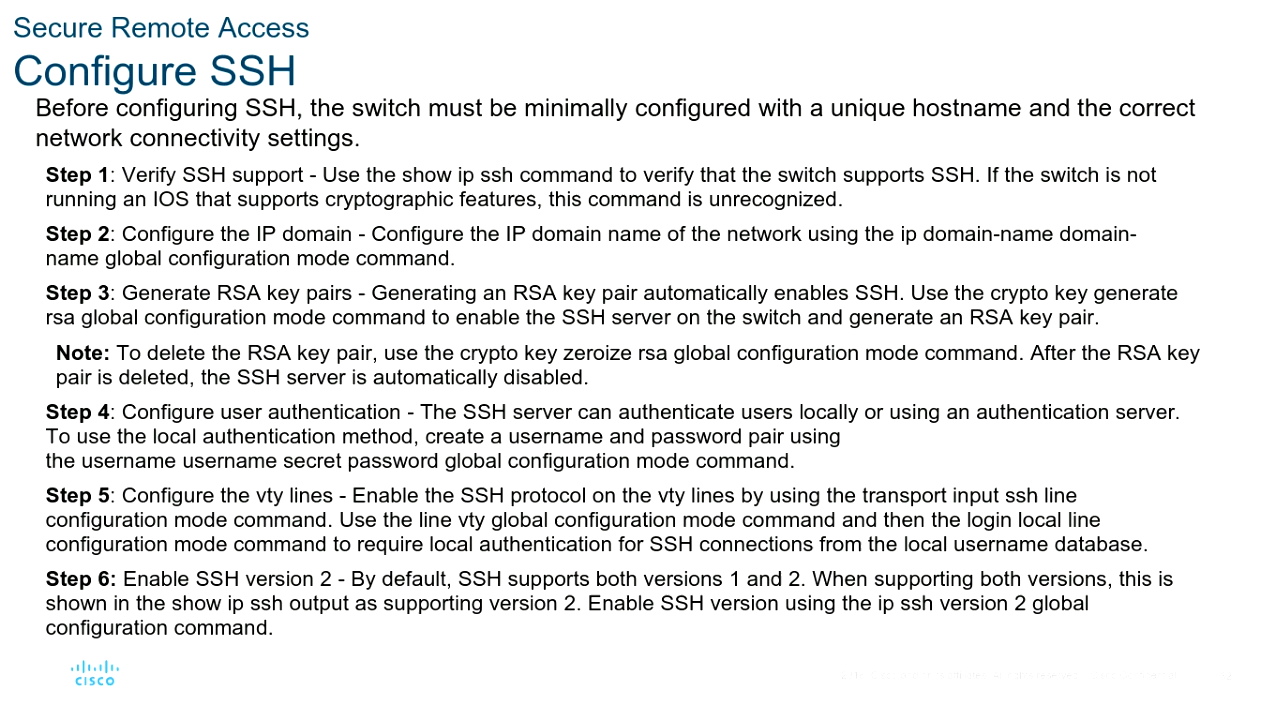 Secure Remote Access
Configure SSH
Before configuring SSH, the switch must be minimally configured with a unique hostname and the correct
network connectivity settings.
Step 1: Verify SSH support - Use the show ip ssh command to verify that the switch supports SSH. If the switch is not
running an IOS that supports cryptographic features, this command is unrecognized.
Step 2: Configure the IP domain - Configure the IP domain name of the network using the ip domain-name domain-
name global configuration mode command.
Step 3: Generate RSA key pairs - Generating an RSA key pair automatically enables SSH. Use the crypto key generate
rsa global configuration mode command to enable the SSH server on the switch and generate an RSA key pair.
Note: To delete the RSA key pair, use the crypto key zeroize rsa global configuration mode command. After the RSA key
pair is deleted, the SSH server is automatically disabled.
Step 4: Configure user authentication - The SSH server can authenticate users locally or using an authentication server.
To use the local authentication method, create a username and password pair using
the username username secret password global configuration mode command.
Step 5: Configure the vty lines - Enable the SSH protocol on the vty lines by using the transport input ssh line
configuration mode command. Use the line vty global configuration mode command and then the login local line
configuration mode command to require local authentication for SSH connections from the local username database.
Step 6: Enable SSH version 2 - By default, SSH supports both versions 1 and 2. When supporting both versions, this is
shown in the show ip ssh output as supporting version 2. Enable SSH version using the ip ssh version 2 global
configuration command.
CISCO